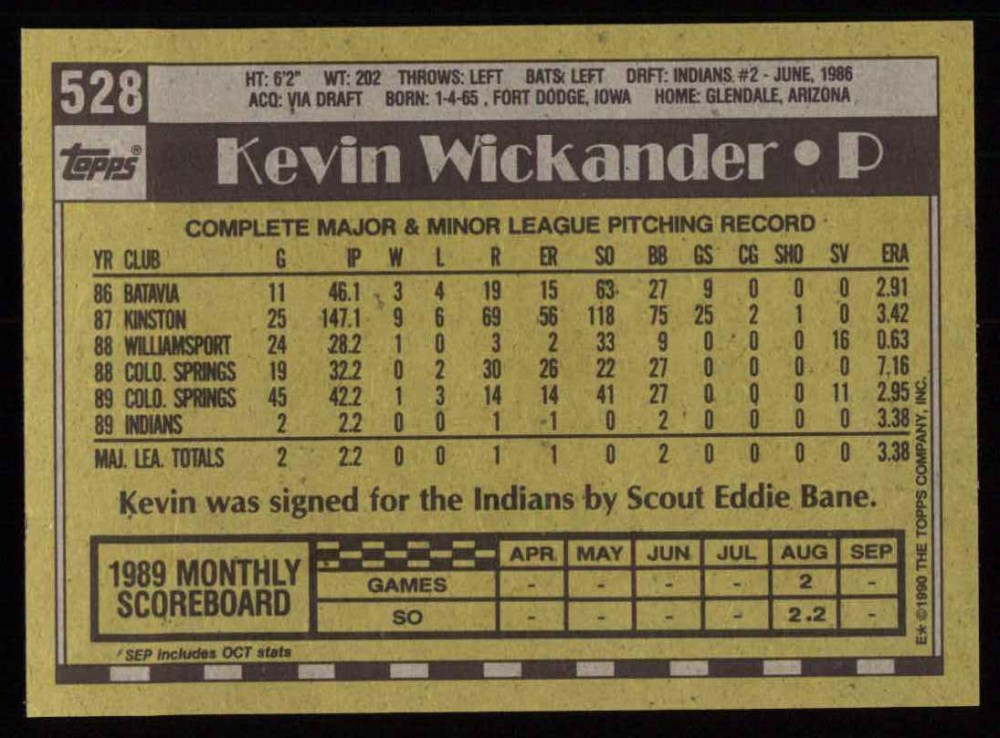 528
HT: 6'2" WT: 202 THROWS: LEFT BATS: LEFT DRFT: INDIANS #2 - JUNE, 1986
ACQ: VIA DRAFT BORN: 1-4-65, FORT DODGE, IOWA HOME: GLENDALE, ARIZONA
Topps®
Kevin Wickander • P
COMPLETE MAJOR & MINOR LEAGUE PITCHING RECORD
YR CLUB G IP W L R ER SO BB GS CG SHO SV ERA
86 BATAVIA 11 46.1 3 4 19 15 63 27 9 0 0 0 2.91
87 KINSTON 25 147.1 9 6 69 56 118 75 25 2 1 0 3.42
88 WILLIAMSPORT 24 28.2 1 0 3 2 33 9 0 0 0 16 0.63
88 COLO. SPRINGS 19 32.2 0 2 30 26 22 27 0 0 0 0 7.16
89 COLO. SPRINGS 45 42.2 1 3 14 14 41 27 0 0 0 11 2.95
89 INDIANS 2 2.2 0 0 1 1 0 2 0 0 0 0 3.38
MAJ. LEA. TOTALS 2 2.2 0 0 1 1 0 2 0 0 0 0 3.38
Kevin was signed for the Indians by Scout Eddie Bane.
1989 MONTHLY
SCOREBOARD
APR MAY JUN JUL AUG SEP
GAMES - - - - 2 -
SO - - - - 2.2 -
SEP includes OCT stats
E* ©1990 THE TOPPS COMPANY, INC.